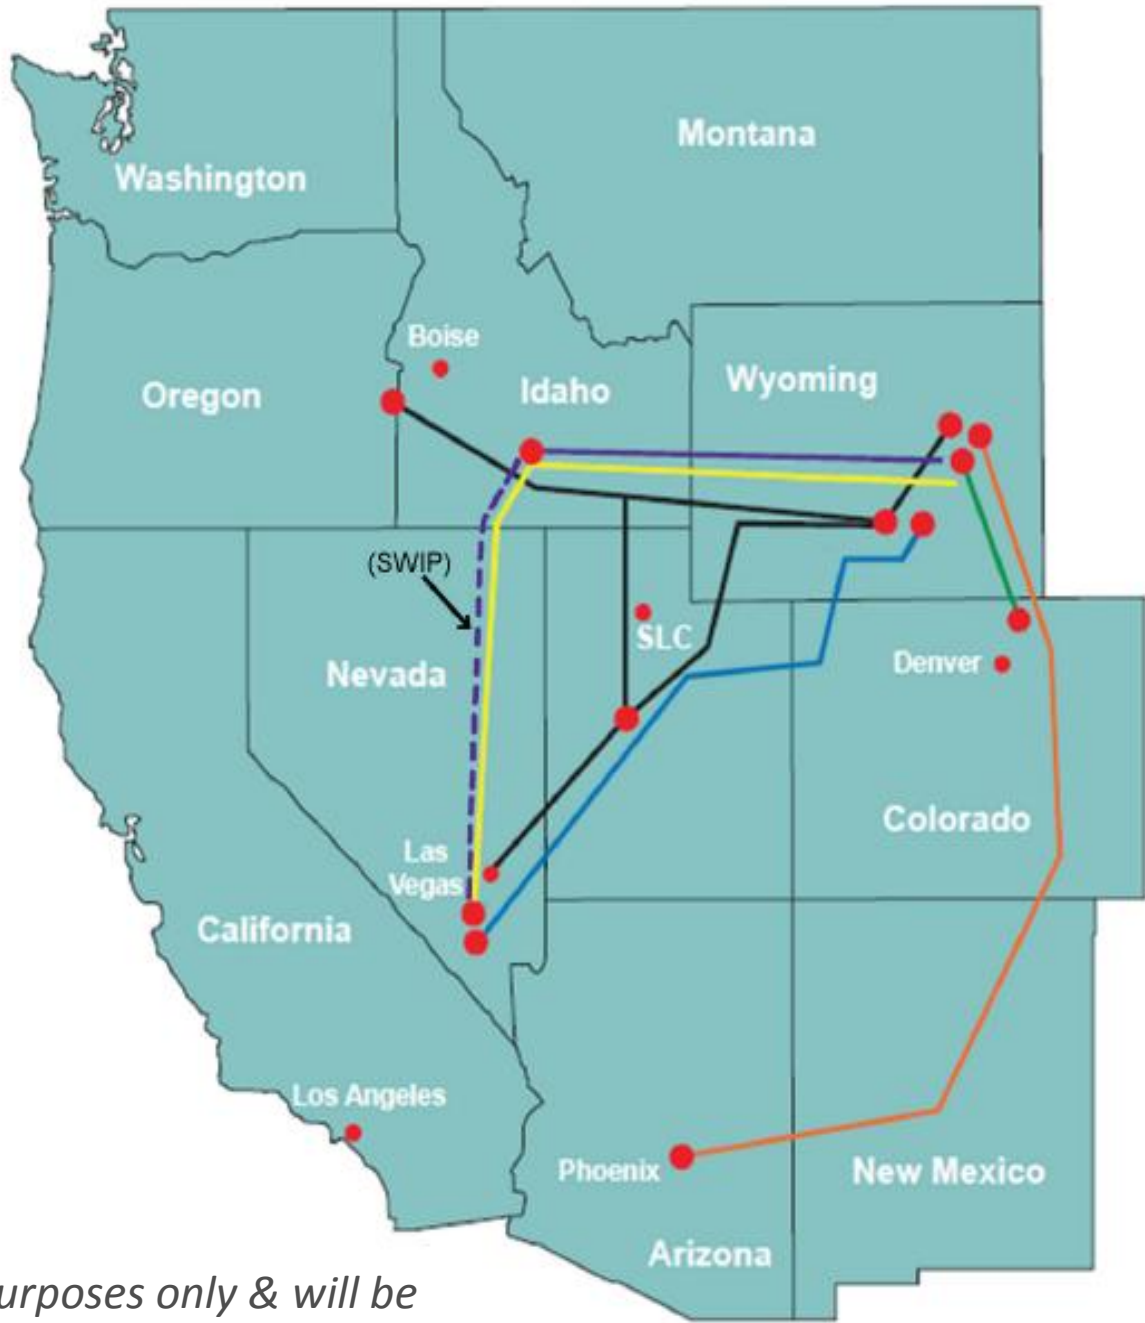 Montana
Washington
Boise
Wyoming
Oregon
Idaho
(SWIP)
SLC
Denver
Nevada
Colorado
Las
Vegas
California
Los Angeles
Phoenix
New Mexico
Arizona
urposes only & will be